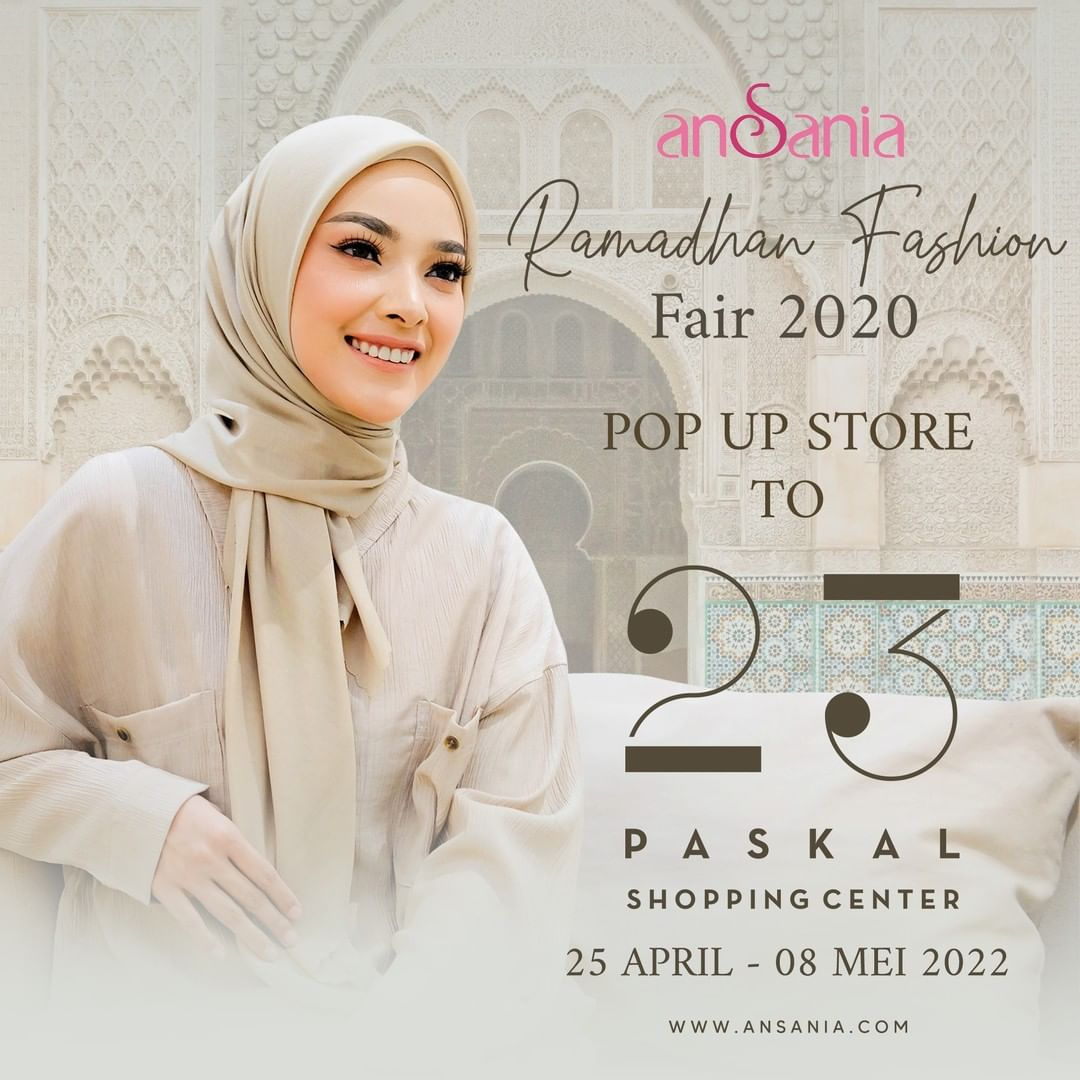 anSania
Ramadhan Fashion
Fair 2020
POP UP STORE
TO
23
PASKAL
SHOPPING CENTER
25 APRIL - 08 MEI 2022
WWW.ANSANIA.COM